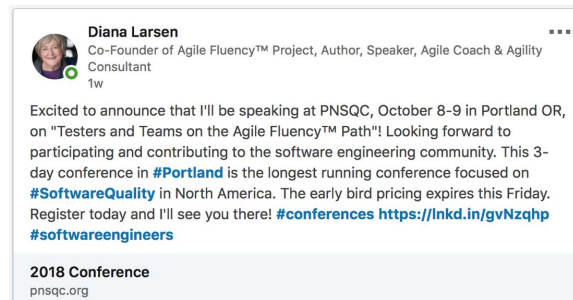 Diana Larsen
Co-Founder of Agile Fluency™ Project, Author, Speaker, Agile Coach & Agility
Consultant
1w
Excited to announce that I'll be speaking at PNSQC, October 8-9 in Portland OR,
on "Testers and Teams on the Agile Fluency™ Path"! Looking forward to
participating and contributing to the software engineering community. This 3-
day conference in #Portland is the longest running conference focused on
#SoftwareQuality in North America. The early bird pricing expires this Friday.
Register today and I'll see you there! #conferences https://lnkd.in/gvNzqhp
#softwareengineers
2018 Conference
pnsqc.org